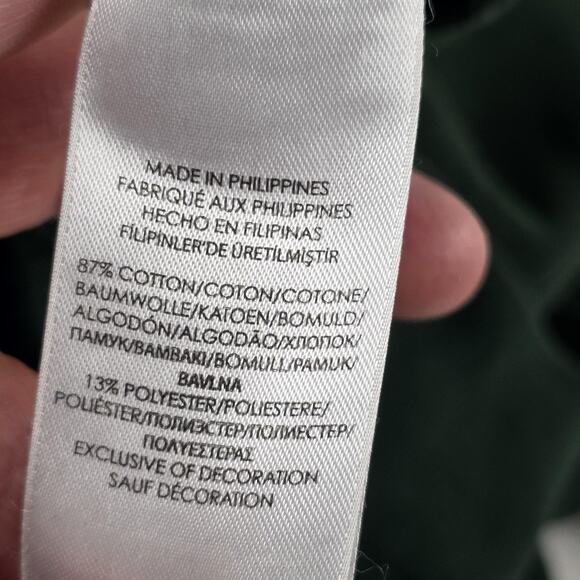 MADE IN PHILIPPINES
FABRIQUÉ AUX PHILIPPINES
HECHO EN FILIPINAS
FİLİPİNLER'DE ÜRETİLMİŞTİR
87% COTTON/COTON/COTONE/
BAUMWOLLE/KATOEN/BOMULD/
ALGODÓN/ALGODÃO/ХЛОПОК/
ПАМУК/ΒΑΜΒΑΚΙ/BOMULL/PAMUK/
BAVLNA
13% POLYESTER/POLIESTERE/
POLIÉSTER/ПОЛИЭСТЕР/ПОЛИЕСТЕР/
ΠΟΛΥΕΣΤΕΡΑΣ
EXCLUSIVE OF DECORATION
SAUF DÉCORATION